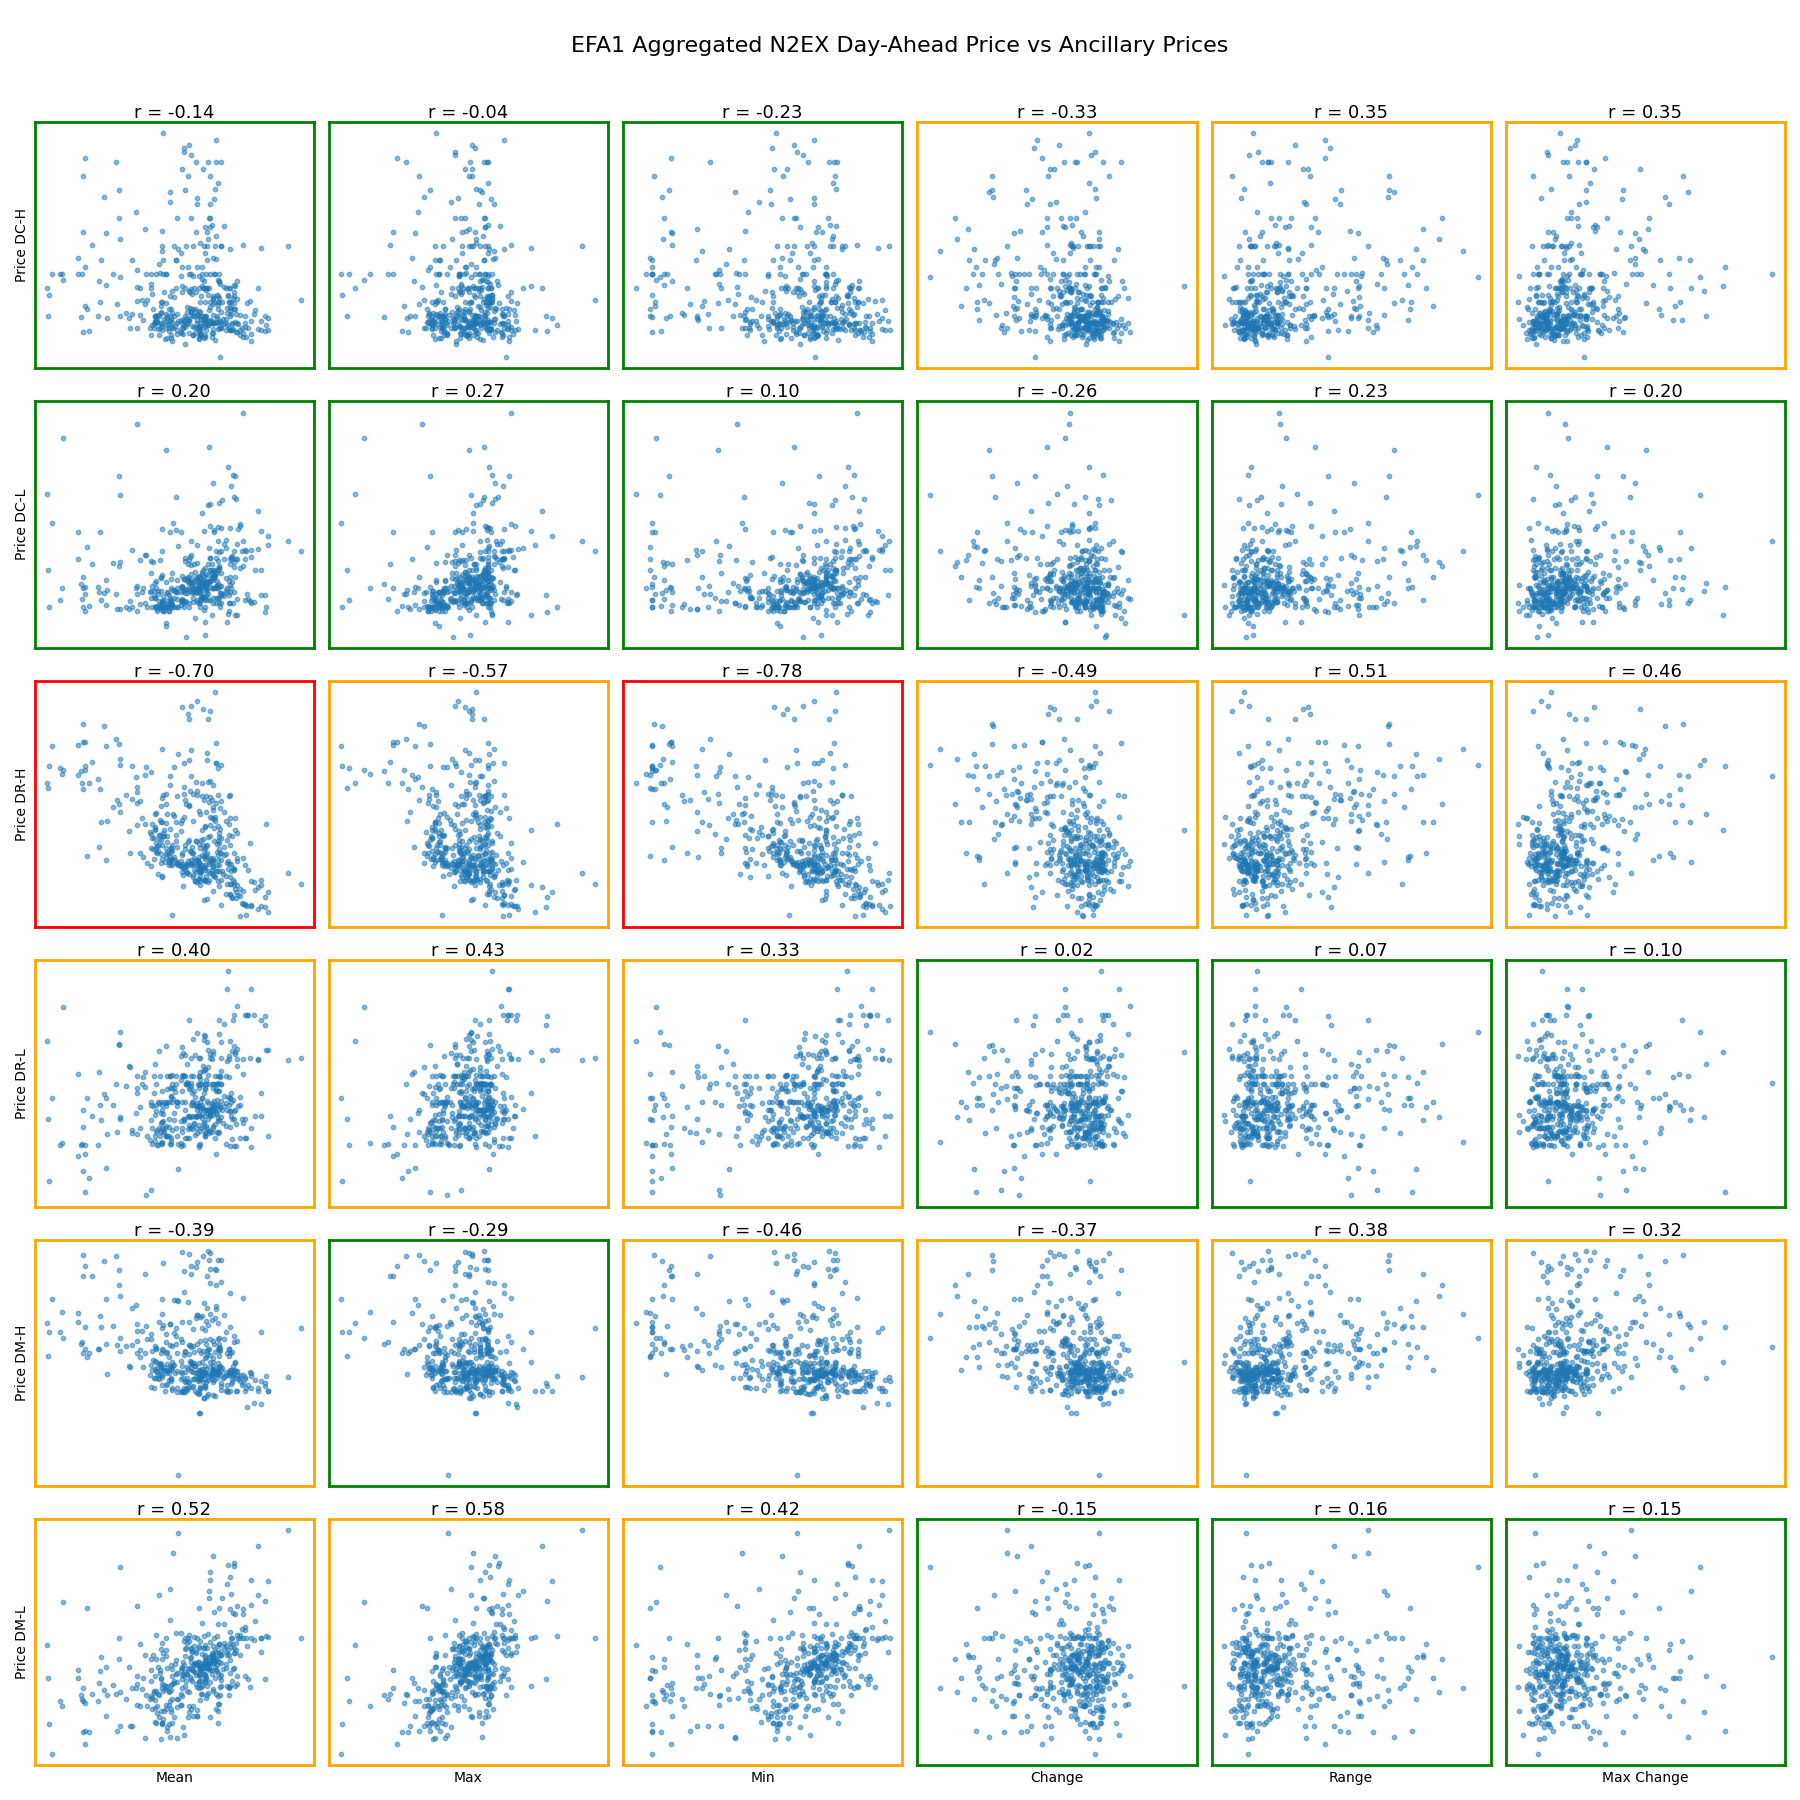 EFA1 Aggregated N2EX Day-Ahead Price vs Ancillary Prices
r = -0.14
r = -0.04
r = -0.23
r = -0.33
r = 0.35
r = 0.35
Price DC-H
r = 0.20
r = 0.27
r = 0.10
r = -0.26
r = 0.23
r = 0.20
Price DC-L
r = -0.70
r = -0.57
r = -0.78
r = -0.49
r = 0.51
r = 0.46
Price DR-H
r = 0.40
r = 0.43
r = 0.33
r = 0.02
r = 0.07
r = 0.10
Price DR-L
r = -0.39
r = -0.29
r = -0.46
r = -0.37
r = 0.38
r = 0.32
Price DM-H
r = 0.52
r = 0.58
r = 0.42
r = -0.15
r = 0.16
r = 0.15
Price DM-L
Mean
Max
Min
Change
Range
Max Change